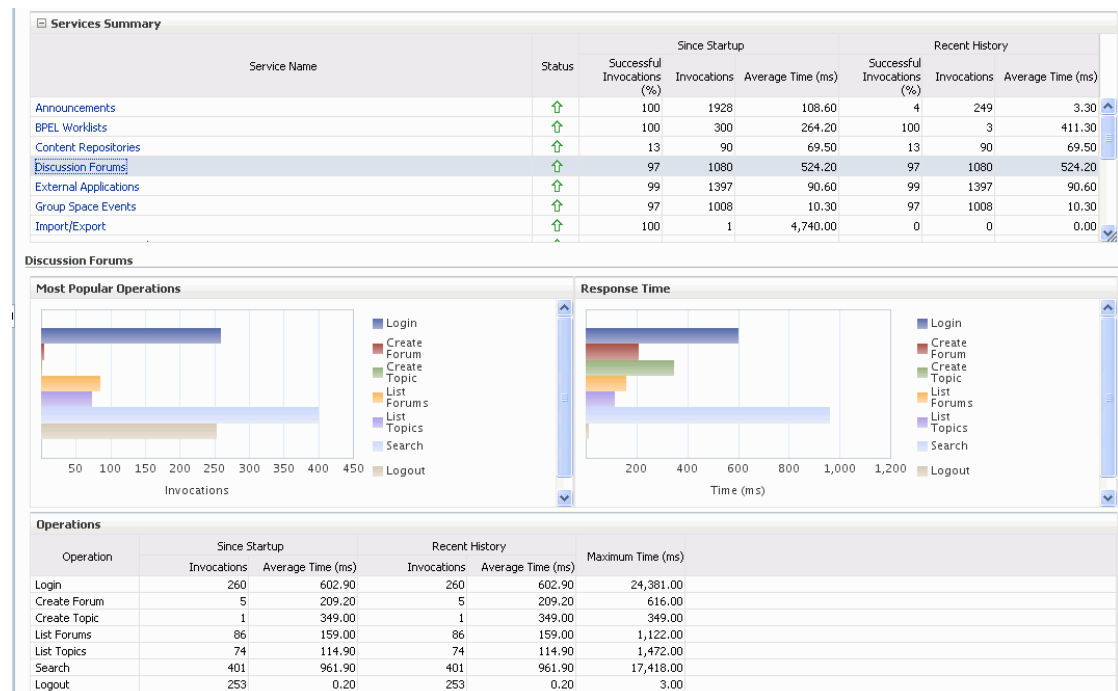 Services Summary
Since Startup Recent History
Service Name Status Successful Invocations (%) Invocations Average Time (ms) Successful Invocations (%) Invocations Average Time (ms)
Announcements 100 1928 108.60 4 249 3.30
BPEL Worklists 100 300 264.20 100 3 411.30
Content Repositories 13 90 69.50 13 90 69.50
Discussion Forums 97 1080 524.20 97 1080 524.20
External Applications 99 1397 90.60 99 1397 90.60
Group Space Events 97 1008 10.30 97 1008 10.30
Import/Export 100 1 4,740.00 0 0 0.00
Discussion Forums
Most Popular Operations
Login
Create
Forum
Create
Topic
List
Forums
List
Topics
Search
Logout
50 100 150 200 250 300 350 400 450
Invocations
Response Time
Login
Create
Forum
Create
Topic
List
Forums
List
Topics
Search
Logout
200 400 600 800 1,000 1,200
Time (ms)
Operations
Operation Since Startup Recent History Maximum Time (ms)
Invocations Average Time (ms) Invocations Average Time (ms)
Login 260 602.90 260 602.90 24,381.00
Create Forum 5 209.20 5 209.20 616.00
Create Topic 1 349.00 1 349.00 349.00
List Forums 86 159.00 86 159.00 1,122.00
List Topics 74 114.90 74 114.90 1,472.00
Search 401 961.90 401 961.90 17,418.00
Logout 253 0.20 253 0.20 3.00